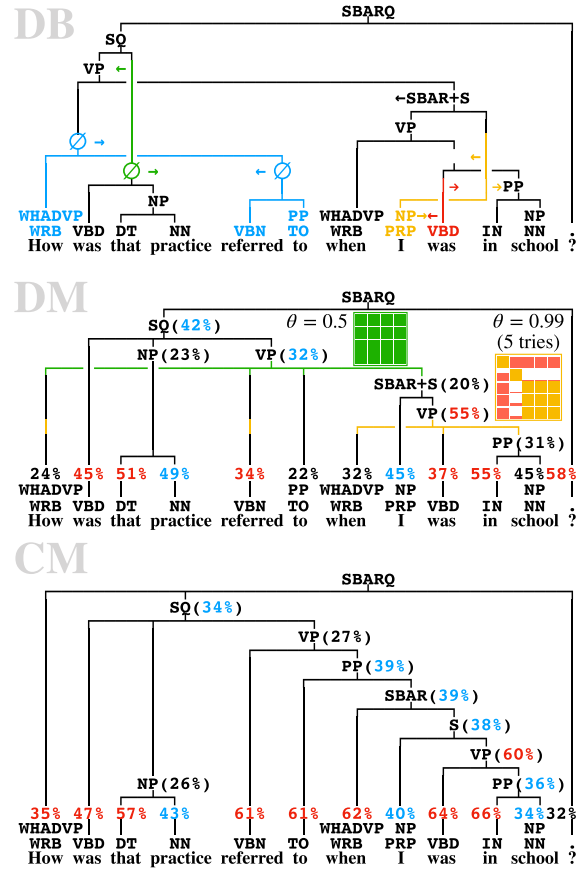 DB
SBARQ
SQ
VP ←
←SBAR+S
VP
∅ →
←
∅ → ← ∅ → → PP
NP
WHADVP PP WHADVP NP→ ← NP
WRB VBD DT NN VBN TO WRB PRP VBD IN NN .
How was that practice referred to when I was in school ?
DM
SBARQ
SQ(42%) θ = 0.5 θ = 0.99
(5 tries)
NP(23%) VP(32%)
SBAR+S(20%)
VP(55%)
PP(31%)
24% 45% 51% 49% 34% 22% 32% 45% 37% 55% 45% 58%
WHADVP PP WHADVP NP NP
WRB VBD DT NN VBN TO WRB PRP VBD IN NN .
How was that practice referred to when I was in school ?
CM
SBARQ
SQ(34%)
VP(27%)
PP(39%)
SBAR(39%)
S(38%)
VP(60%)
NP(26%) PP(36%)
35% 47% 57% 43% 61% 61% 62% 40% 64% 66% 34% 32%
WHADVP WHADVP NP NP
WRB VBD DT NN VBN TO WRB PRP VBD IN NN .
How was that practice referred to when I was in school ?